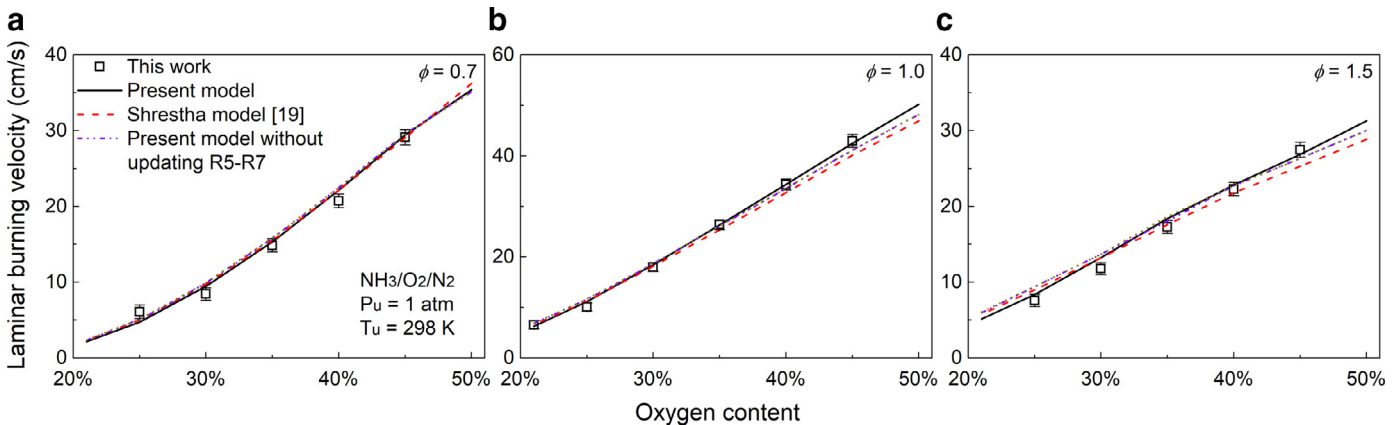 a
b
c
Laminar burning velocity (cm/s)
40
30
20
10
0
This work
Present model
Shrestha model [19]
Present model without
updating R5-R7
ϕ = 0.7
NH3/O2/N2
Pu = 1 atm
Tu = 298 K
20%
30%
40%
50%
60
40
20
0
ϕ = 1.0
20%
30%
40%
50%
40
30
20
10
0
ϕ = 1.5
20%
30%
40%
50%
Oxygen content